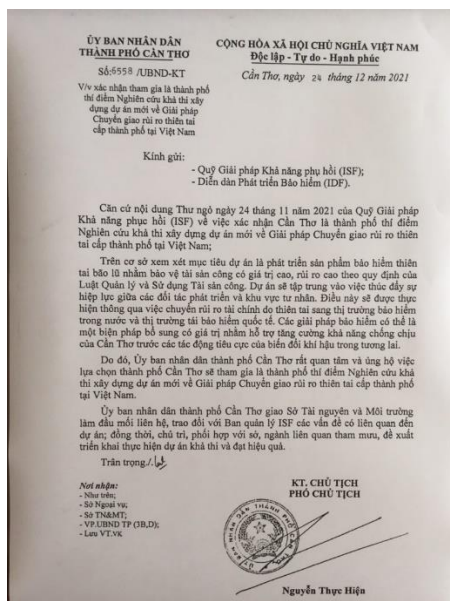 ỦY BAN NHÂN DÂN
THÀNH PHỐ CẦN THƠ
Số:6558 /UBND-KT
V/v xác nhận tham gia là thành phố
thí điểm Nghiên cứu khả thi xây
dựng dự án mới về Giải pháp
Chuyển giao rủi ro thiên tai
cấp thành phố tại Việt Nam
CỘNG HÒA XÃ HỘI CHỦ NGHĨA VIỆT NAM
Độc lập - Tự do - Hạnh phúc
Cần Thơ, ngày 24 tháng 12 năm 2021
Kính gửi:
- Quỹ Giải pháp Khả năng phụ hồi (ISF);
- Diễn dàn Phát triển Bảo hiểm (IDF).
Căn cứ nội dung Thư ngỏ ngày 24 tháng 11 năm 2021 của Quỹ Giải pháp
Khả năng phục hồi (ISF) về việc xác nhận Cần Thơ là thành phố thí điểm
Nghiên cứu khả thi xây dựng dự án mới về Giải pháp Chuyển giao rủi ro thiên
tai cấp thành phố tại Việt Nam;
Trên cơ sở xem xét mục tiêu dự án là phát triển sản phẩm bảo hiểm thiên
tai bão lũ nhằm bảo vệ tài sản công có giá trị cao, rủi ro cao theo quy định của
Luật Quản lý và Sử dụng Tài sản công. Dự án sẽ tập trung vào việc thúc đẩy sự
hiệp lực giữa các đối tác phát triển và khu vực tư nhân. Điều này sẽ được thực
hiện thông qua việc chuyển rủi ro tài chính do thiên tai sang thị trường bảo hiểm
trong nước và thị trường tái bảo hiểm quốc tế. Các giải pháp bảo hiểm có thể là
một biện pháp bổ sung có giá trị nhằm hỗ trợ tăng cường khả năng chống chịu
của Cần Thơ trước các tác động tiêu cực của biến đổi khí hậu trong tương lai.
Do đó, Ủy ban nhân dân thành phố Cần Thơ rất quan tâm và ủng hộ việc
lựa chọn thành phố Cần Thơ sẽ tham gia là thành phố thí điểm Nghiên cứu khả
thi xây dựng dự án mới về Giải pháp Chuyển giao rủi ro thiên tai cấp thành phố
tại Việt Nam.
Ủy ban nhân dân thành phố Cần Thơ giao Sở Tài nguyên và Môi trường
làm đầu mối liên hệ, trao đổi với Ban quản lý ISF các vấn đề có liên quan đến
dự án; đồng thời, chủ trì, phối hợp với sở, ngành liên quan tham mưu, đề xuất
triển khai thực hiện dự án khả thi và đạt hiệu quả.
Trân trọng./.
Nơi nhận:
- Như trên;
- Sở Ngoại vụ;
- Sở TN&MT;
- VP.UBND TP (3B,D);
- Lưu VT.vk
KT. CHỦ TỊCH
PHÓ CHỦ TỊCH
Nguyễn Thực Hiện